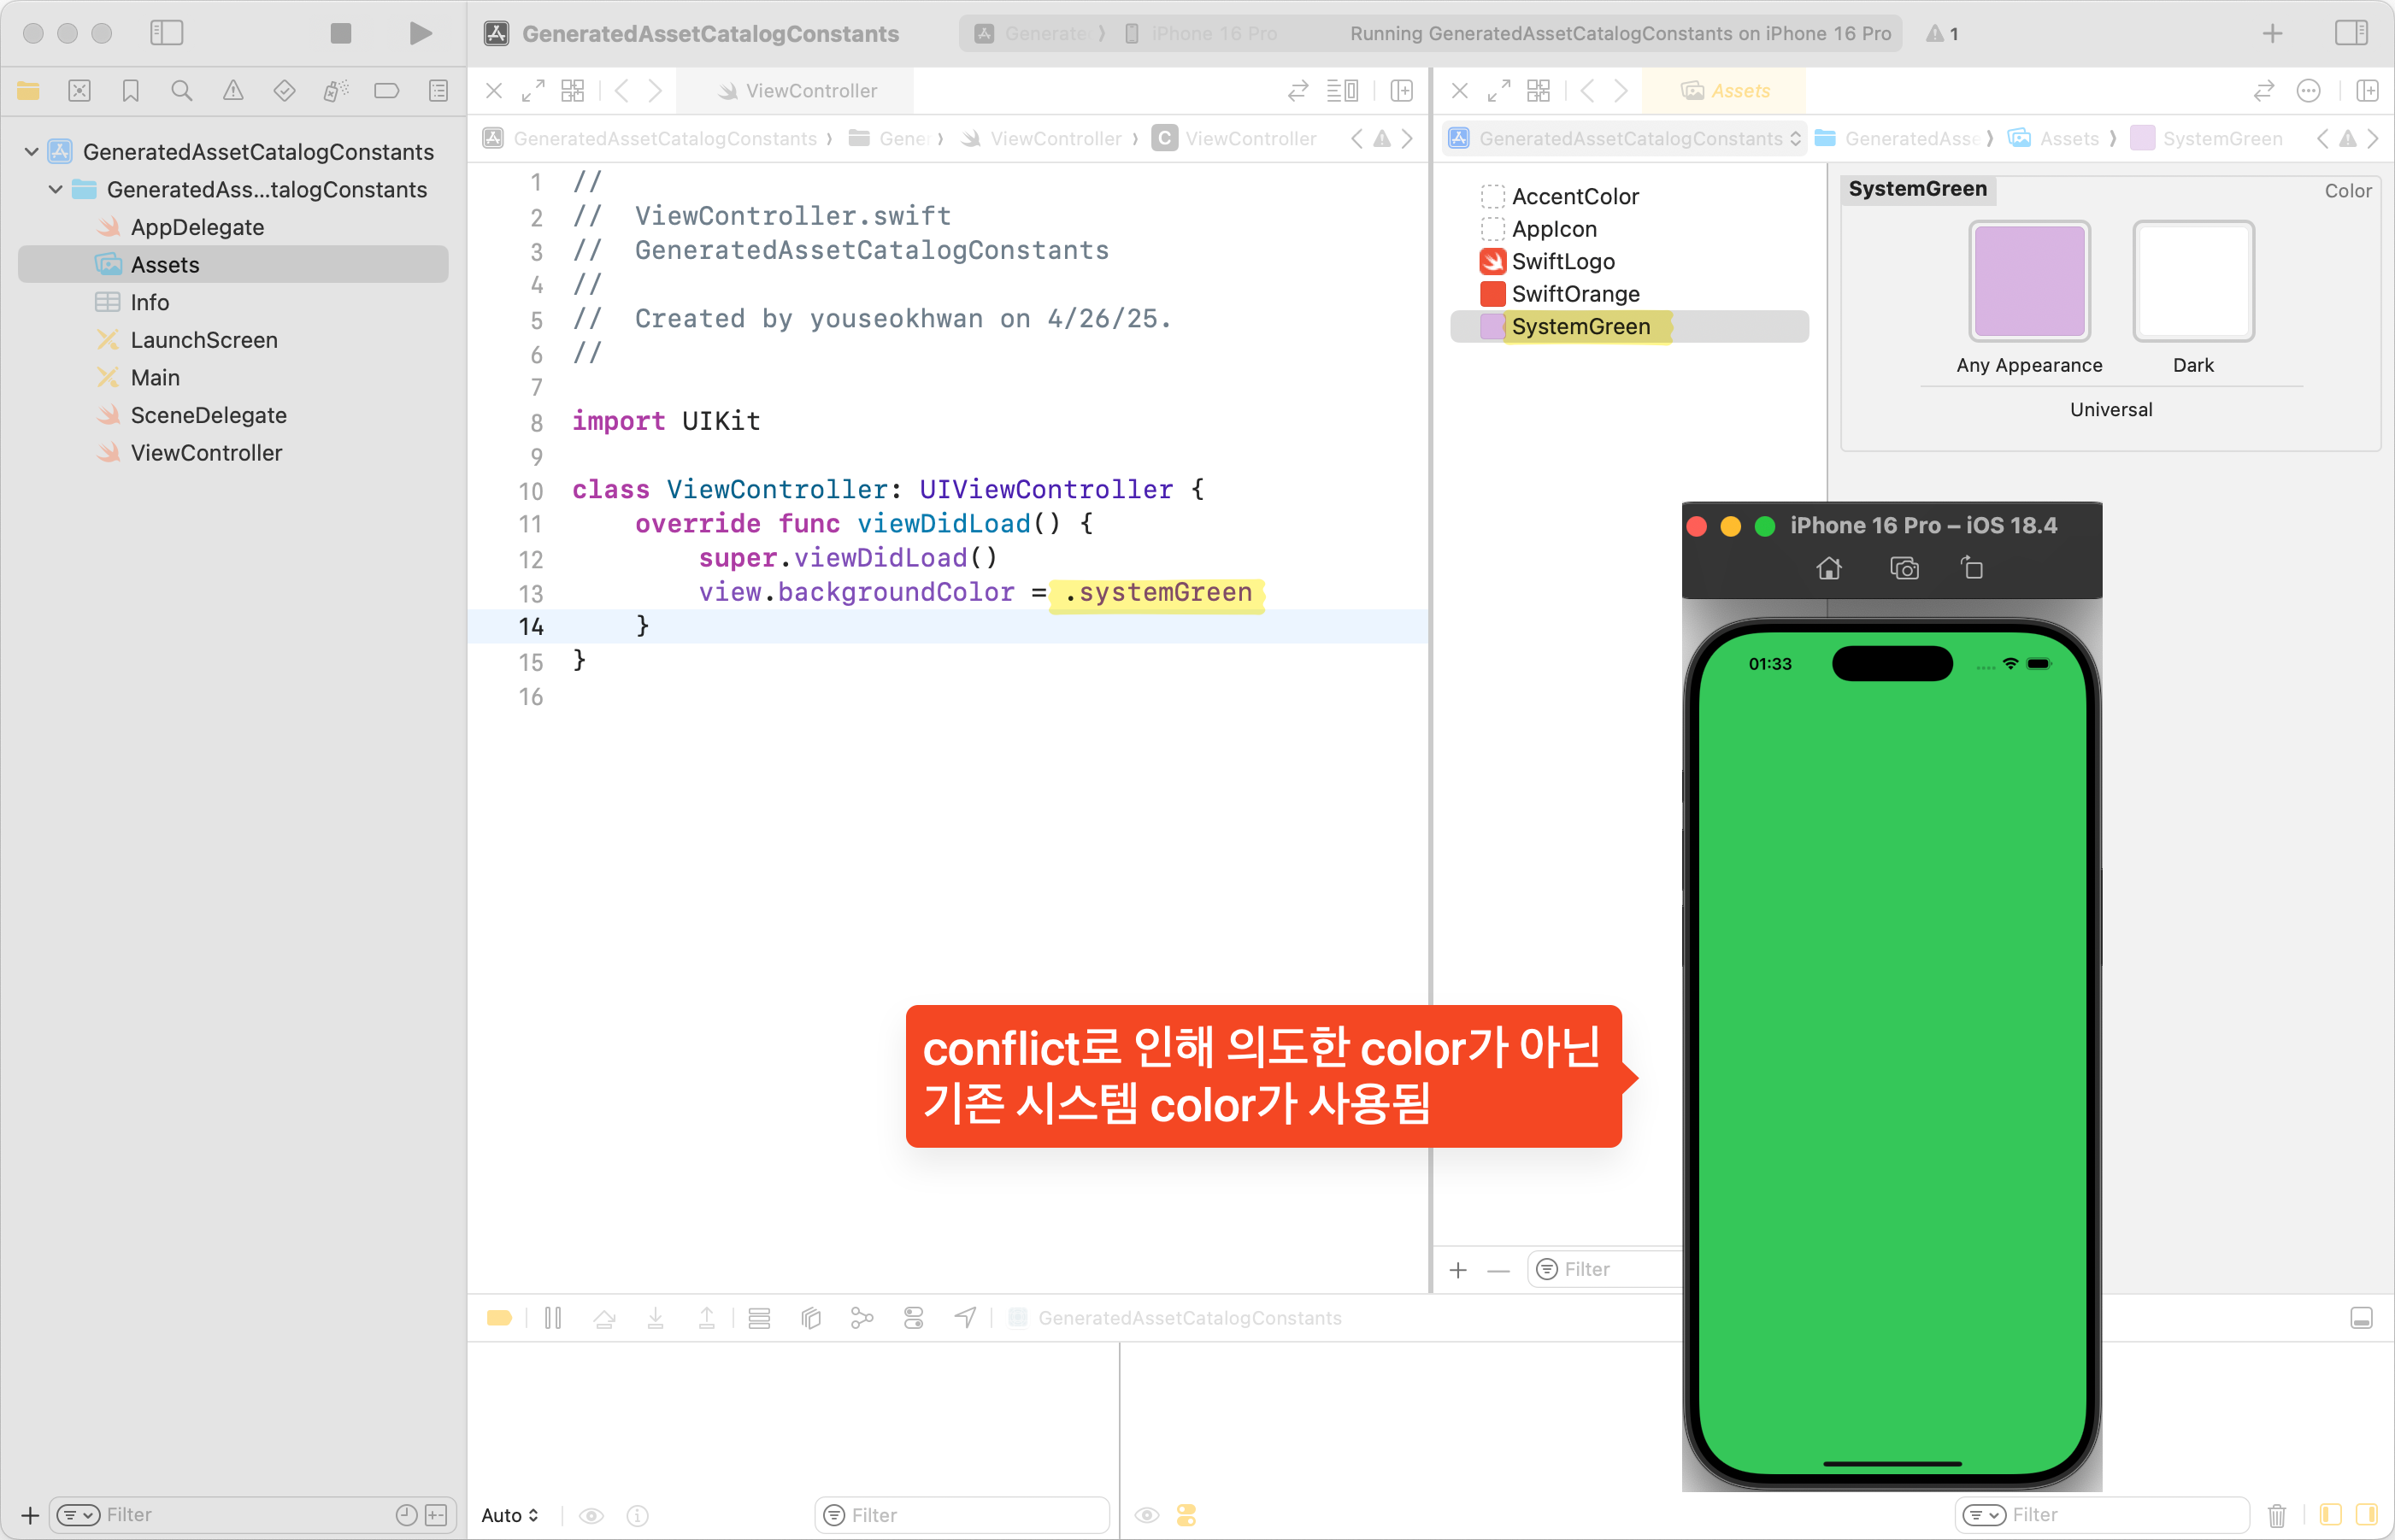 GeneratedAssetCatalogConstants
Generate
iPhone 16 Pro
Running GeneratedAssetCatalogConstants on iPhone 16 Pro
1
GeneratedAssetCatalogConstants
GeneratedAss...talogConstants
AppDelegate
Assets
Info
LaunchScreen
Main
SceneDelegate
ViewController
Filter
ViewController
GeneratedAssetCatalogConstants
Gener
ViewController
C ViewController
1 //
2 //  ViewController.swift
3 //  GeneratedAssetCatalogConstants
4 //
5 //  Created by youseokhwan on 4/26/25.
6 //
7
8 import UIKit
9
10 class ViewController: UIViewController {
11     override func viewDidLoad() {
12         super.viewDidLoad()
13         view.backgroundColor = .systemGreen
14     }
15 }
16
Assets
GeneratedAssetCatalogConstants
GeneratedAsse
Assets
SystemGreen
AccentColor
AppIcon
SwiftLogo
SwiftOrange
SystemGreen
SystemGreen
Color
Any Appearance
Dark
Universal
iPhone 16 Pro – iOS 18.4
01:33
conflict로 인해 의도한 color가 아닌
기존 시스템 color가 사용됨
Filter
GeneratedAssetCatalogConstants
Auto
Filter
Filter